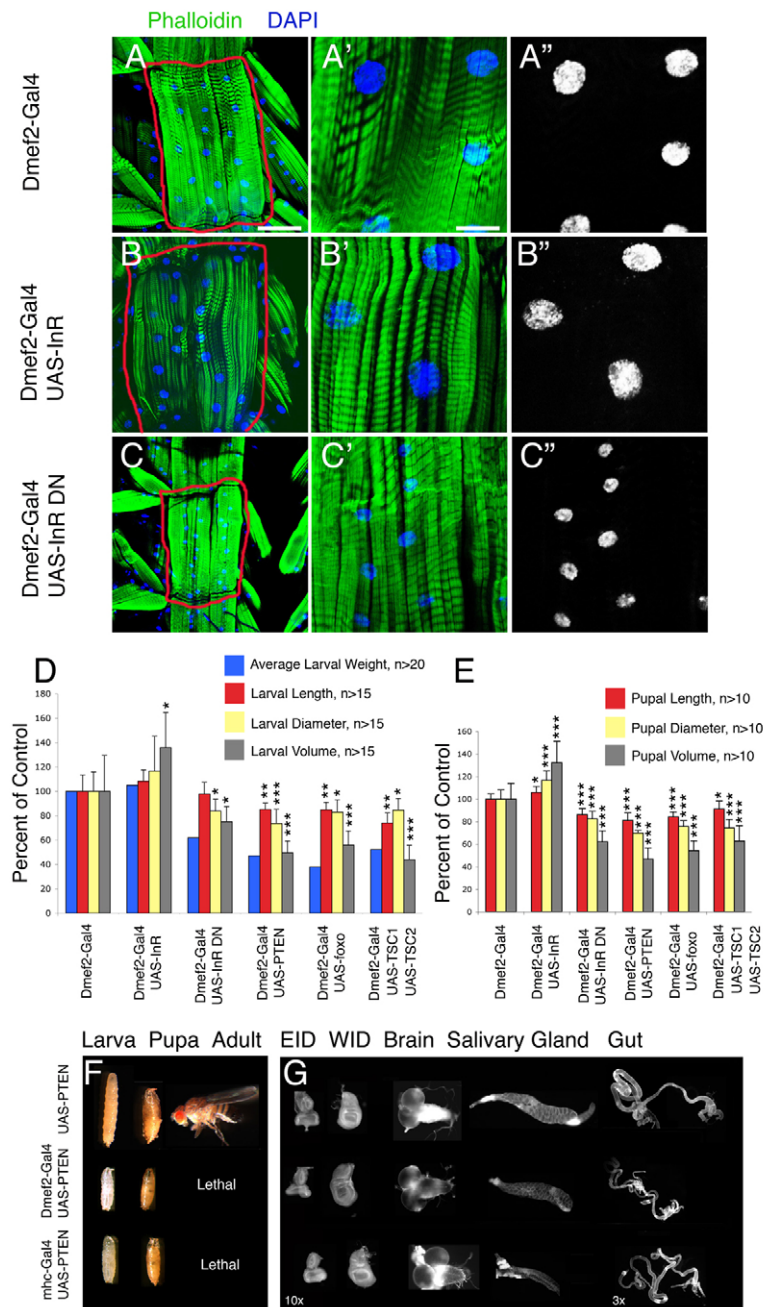 Phalloidin DAPI
Dmef2-Gal4
A
A'
A"
Dmef2-Gal4
UAS-InR
B
B'
B"
Dmef2-Gal4
UAS-InR DN
C
C'
C"
D
Average Larval Weight, n>20
Larval Length, n>15
Larval Diameter, n>15
Larval Volume, n>15
Percent of Control
180
160
140
120
100
80
60
40
20
0
*
*
*
**
***
***
**
*
***
**
*
***
Dmef2-Gal4
Dmef2-Gal4
UAS-InR
Dmef2-Gal4
UAS-InR DN
Dmef2-Gal4
UAS-PTEN
Dmef2-Gal4
UAS-foxo
Dmef2-Gal4
UAS-TSC1
UAS-TSC2
E
Pupal Length, n>10
Pupal Diameter, n>10
Pupal Volume, n>10
Percent of Control
180
160
140
120
100
80
60
40
20
0
*
***
***
***
***
***
***
***
***
***
***
***
*
***
***
Dmef2-Gal4
Dmef2-Gal4
UAS-InR
Dmef2-Gal4
UAS-InR DN
Dmef2-Gal4
UAS-PTEN
Dmef2-Gal4
UAS-foxo
Dmef2-Gal4
UAS-TSC1
UAS-TSC2
Larva Pupa Adult
F
UAS-PTEN
Dmef2-Gal4
UAS-PTEN
Lethal
mhc-Gal4
UAS-PTEN
Lethal
EID WID Brain Salivary Gland Gut
G
10x
3x